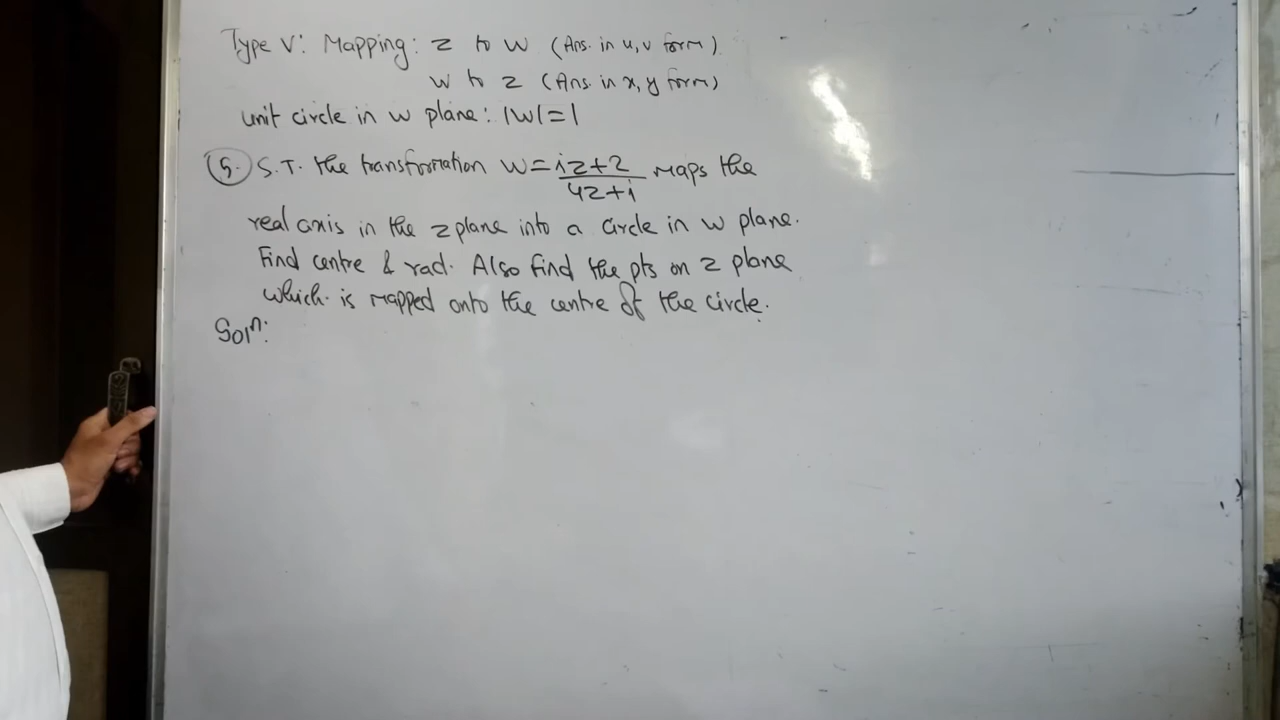 Type V: Mapping: z to w (Ans. in u, v form)
w to z (Ans. in x, y form)
unit circle in w plane: |w|=1
5. S.T. the transformation w = iz+2 / 4z+i maps the
real axis in the z plane into a circle in w plane.
Find centre & rad. Also find the pts on z plane
which is mapped onto the centre of the circle.
Solⁿ: